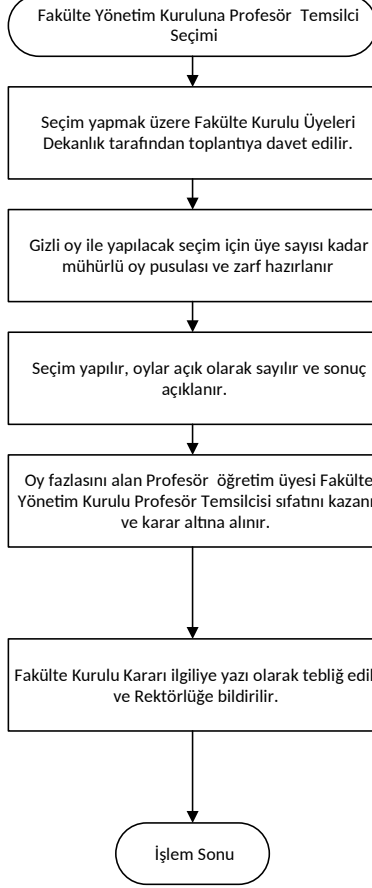 Fakülte Yönetim Kuruluna Profesör  Temsilci
Seçimi
Seçim yapmak üzere Fakülte Kurulu Üyeleri
Dekanlık tarafından toplantıya davet edilir.
Gizli oy ile yapılacak seçim için üye sayısı kadar
mühürlü oy pusulası ve zarf hazırlanır
Seçim yapılır, oylar açık olarak sayılır ve sonuç
açıklanır.
Oy fazlasını alan Profesör  öğretim üyesi Fakülte
Yönetim Kurulu Profesör Temsilcisi sıfatını kazanır
ve karar altına alınır.
Fakülte Kurulu Kararı ilgiliye yazı olarak tebliğ edil
ve Rektörlüğe bildirilir.
İşlem Sonu